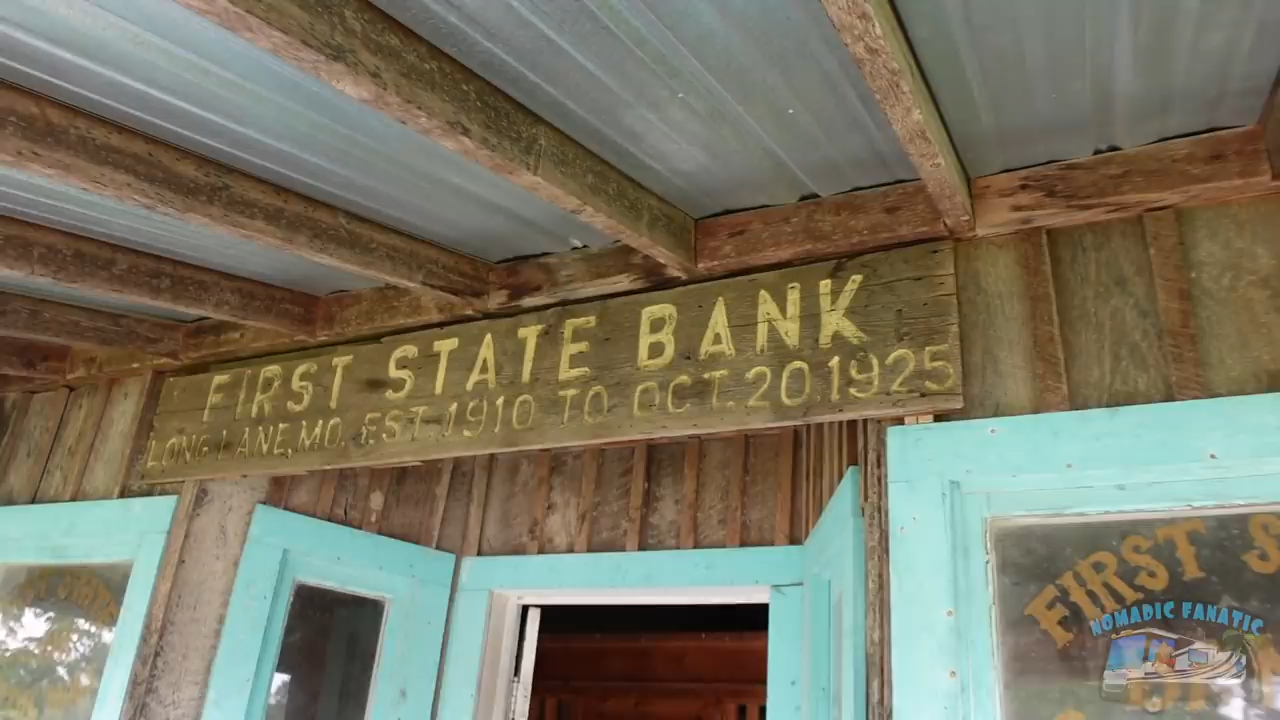 FIRST STATE BANK
LONG LANE, MO. EST. 1910 TO OCT. 20, 1925
FIRST S
NOMADIC FANATIC